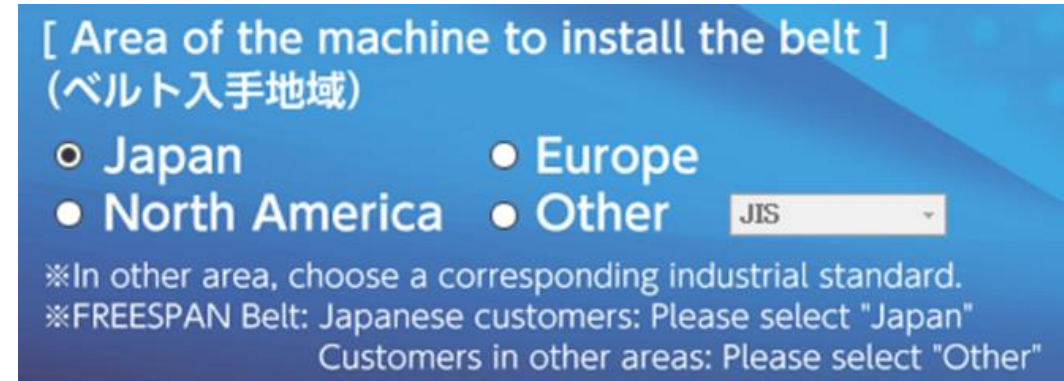 [ Area of the machine to install the belt ]
(ベルト入手地域)
Japan Europe
North America Other JIS
※In other area, choose a corresponding industrial standard.
※FREESPAN Belt: Japanese customers: Please select "Japan"
Customers in other areas: Please select "Other"